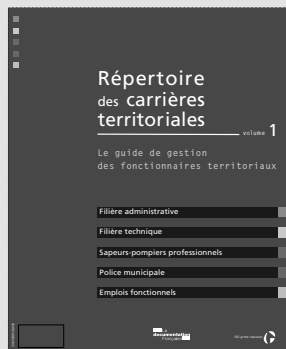 Répertoire
des carrières
territoriales
volume 1
Le guide de gestion
des fonctionnaires territoriaux
Filière administrative
Filière technique
Sapeurs-pompiers professionnels
Police municipale
Emplois fonctionnels
La
documentation
Française